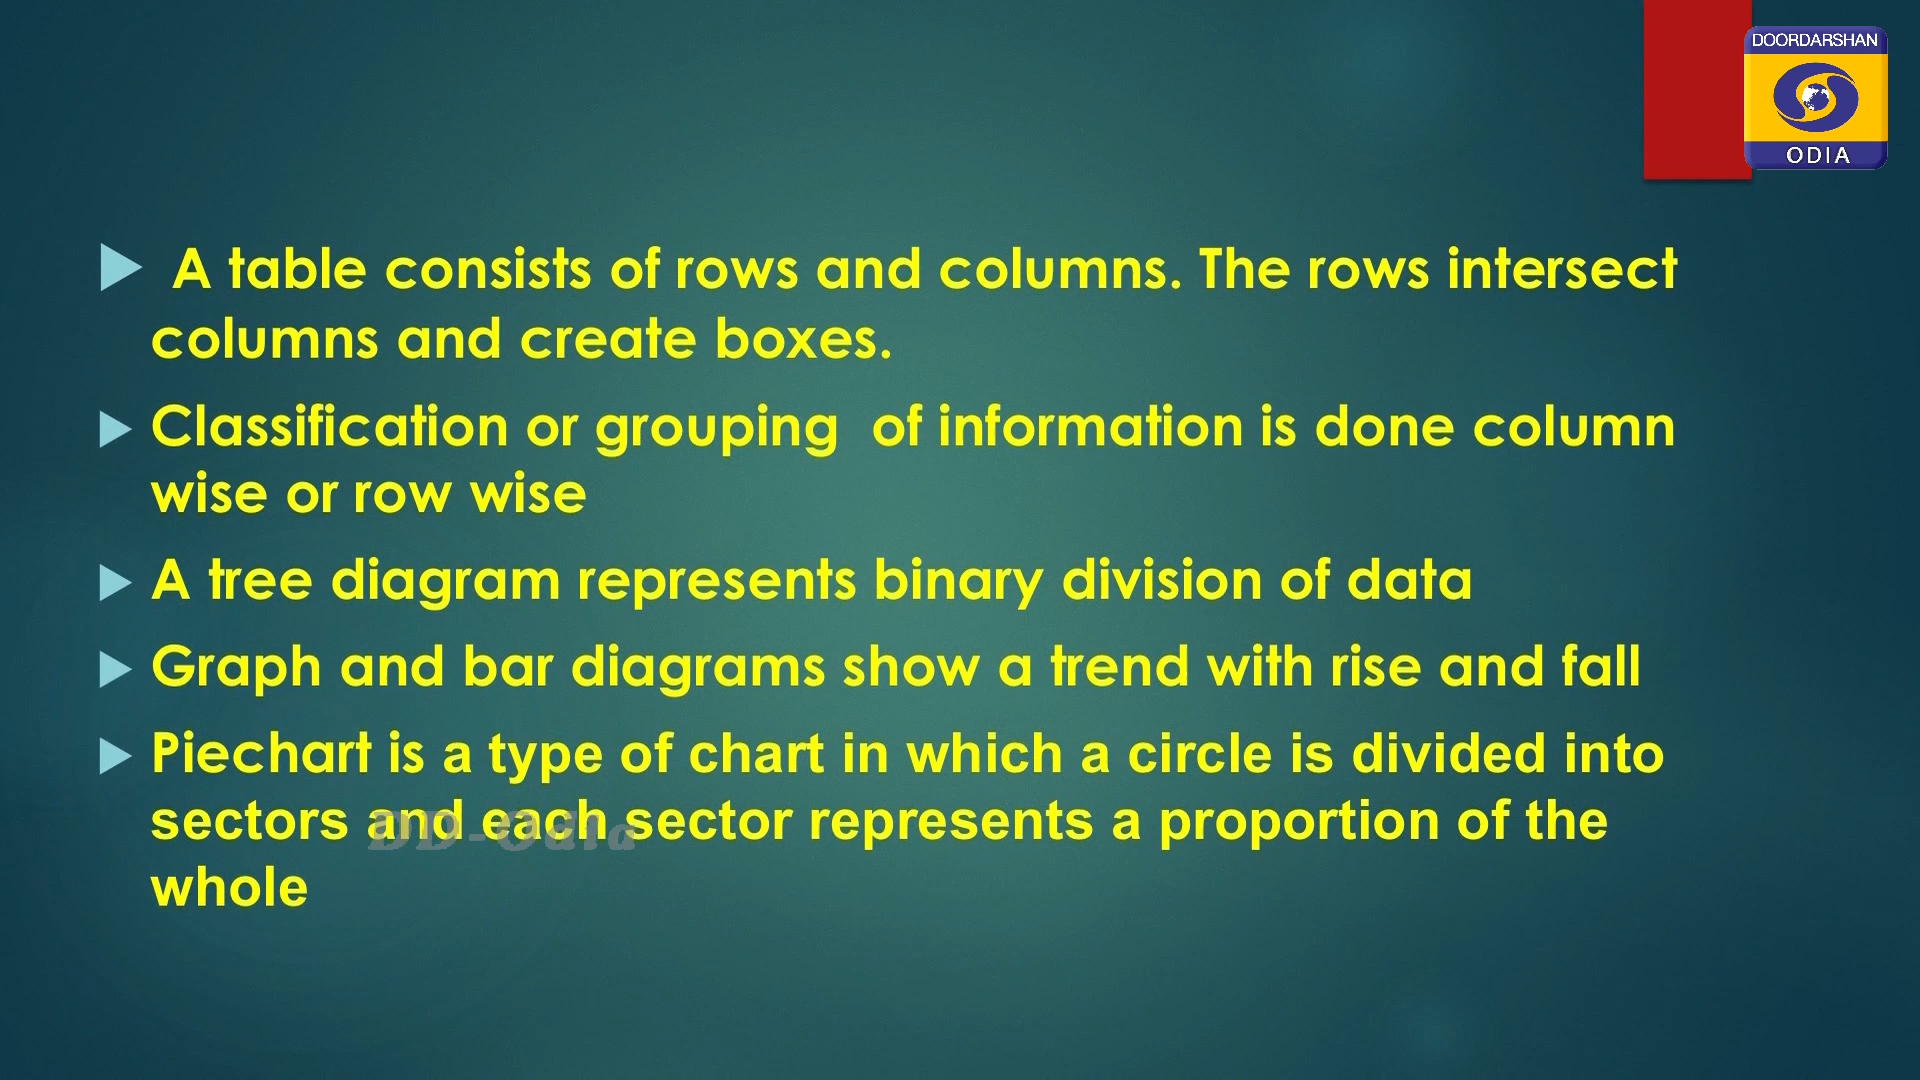 DOORDARSHAN
ODIA
A table consists of rows and columns. The rows intersect
columns and create boxes.
Classification or grouping of information is done column
wise or row wise
A tree diagram represents binary division of data
Graph and bar diagrams show a trend with rise and fall
Piechart is a type of chart in which a circle is divided into
sectors and each sector represents a proportion of the
whole
DD-Odia